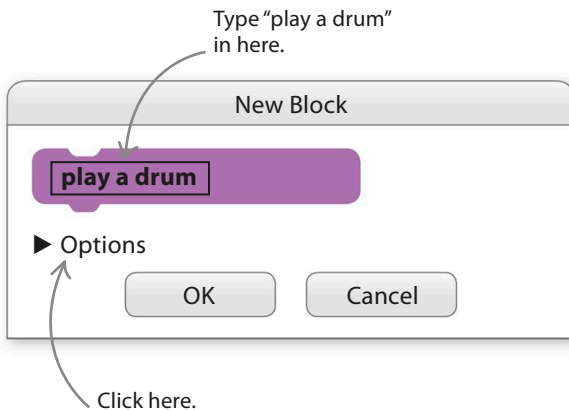 Type “play a drum”
in here.
New Block
play a drum
Options
OK
Cancel
Click here.